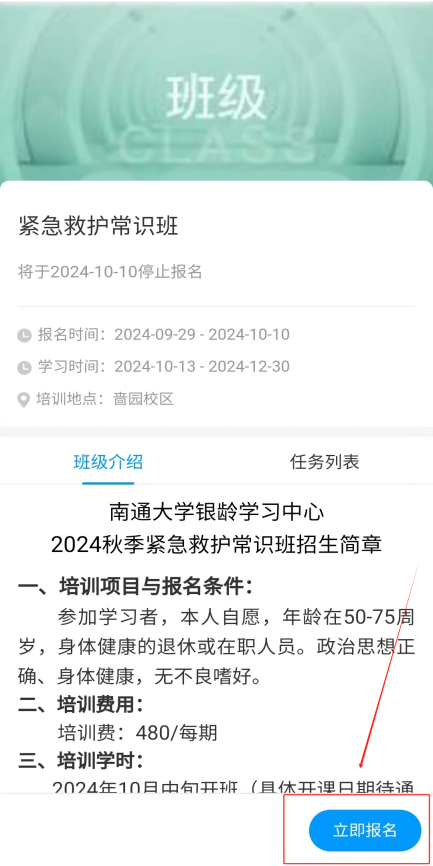 班级
CLASS
紧急救护常识班
将于2024-10-10停止报名
报名时间：2024-09-29 - 2024-10-10
学习时间：2024-10-13 - 2024-12-30
培训地点：啬园校区
班级介绍
任务列表
南通大学银龄学习中心
2024秋季紧急救护常识班招生简章
一、培训项目与报名条件：
参加学习者，本人自愿，年龄在50-75周
岁，身体健康的退休或在职人员。政治思想正
确、身体健康，无不良嗜好。
二、培训费用：
培训费：480/每期
三、培训学时：
2024年10月中旬开班（具体开课日期待通
立即报名